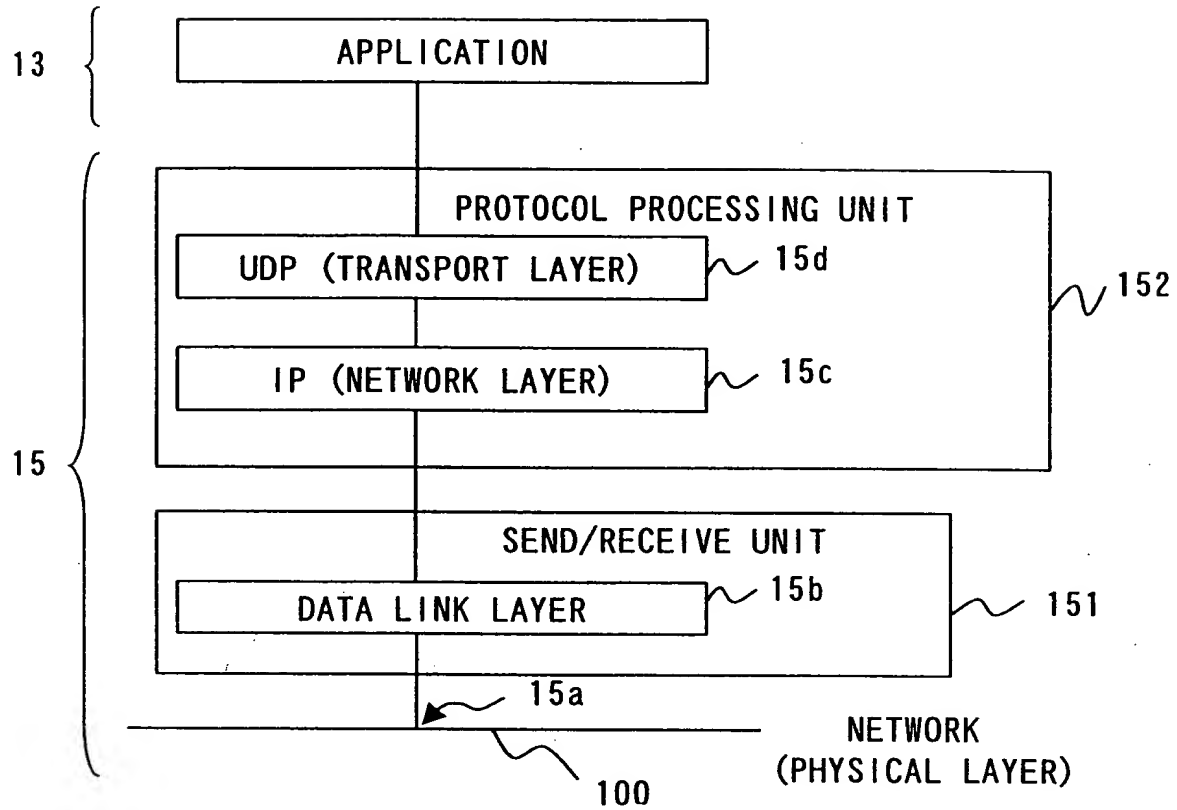 13
APPLICATION
15
PROTOCOL PROCESSING UNIT
UDP (TRANSPORT LAYER)
15d
152
IP (NETWORK LAYER)
15c
SEND/RECEIVE UNIT
DATA LINK LAYER
15b
151
15a
NETWORK
(PHYSICAL LAYER)
100